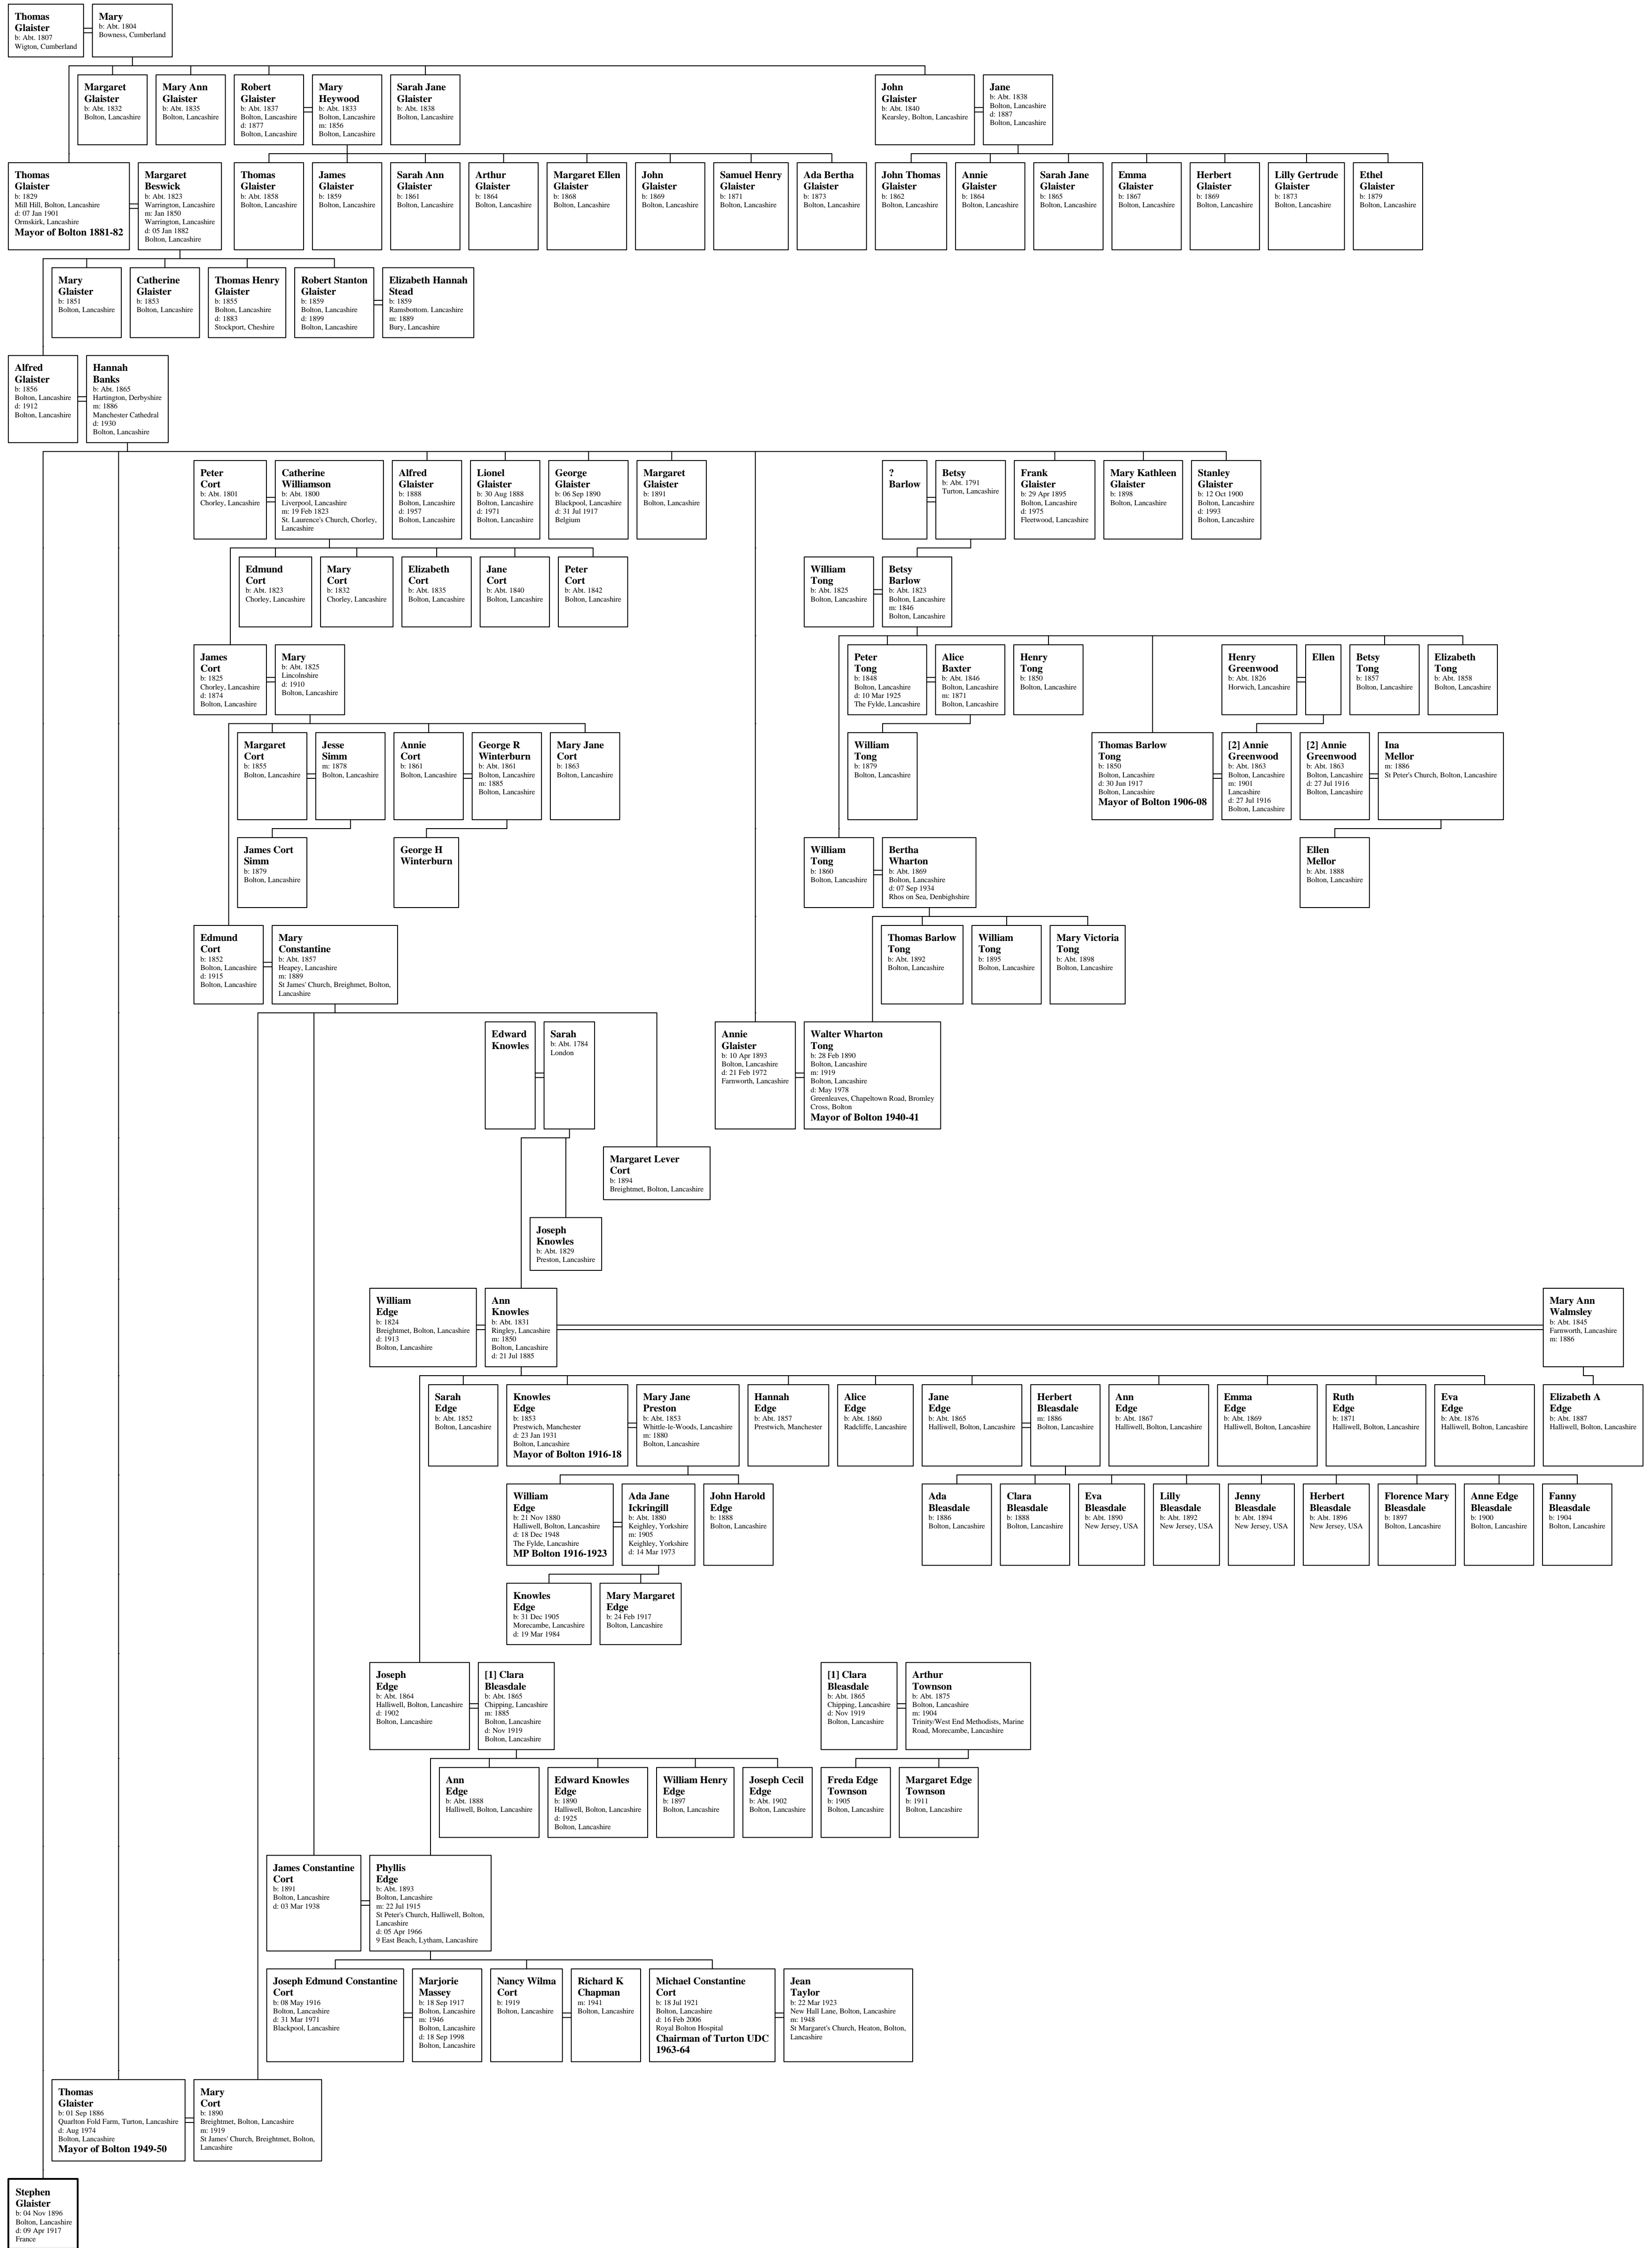 Thomas
Glaister
b: Abt. 1807
Wigton, Cumberland
Mary
b: Abt. 1804
Bowness, Cumberland
Margaret
Glaister
b: Abt. 1832
Bolton, Lancashire
Mary Ann
Glaister
b: Abt. 1835
Bolton, Lancashire
Robert
Glaister
b: Abt. 1837
Bolton, Lancashire
d: 1877
Bolton, Lancashire
Mary
Heywood
b: Abt. 1833
Bolton, Lancashire
m: 1856
Bolton, Lancashire
Sarah Jane
Glaister
b: Abt. 1838
Bolton, Lancashire
John
Glaister
b: Abt. 1840
Kearsley, Bolton, Lancashire
Jane
b: Abt. 1838
Bolton, Lancashire
d: 1887
Bolton, Lancashire
Thomas
Glaister
b: 1829
Mill Hill, Bolton, Lancashire
d: 07 Jan 1901
Ormskirk, Lancashire
Mayor of Bolton 1881-82
Margaret
Beswick
b: Abt. 1823
Warrington, Lancashire
m: Jan 1850
Warrington, Lancashire
d: 05 Jan 1882
Bolton, Lancashire
Thomas
Glaister
b: Abt. 1858
Bolton, Lancashire
James
Glaister
b: 1859
Bolton, Lancashire
Sarah Ann
Glaister
b: 1861
Bolton, Lancashire
Arthur
Glaister
b: 1864
Bolton, Lancashire
Margaret Ellen
Glaister
b: 1868
Bolton, Lancashire
John
Glaister
b: 1869
Bolton, Lancashire
Samuel Henry
Glaister
b: 1871
Bolton, Lancashire
Ada Bertha
Glaister
b: 1873
Bolton, Lancashire
John Thomas
Glaister
b: 1862
Bolton, Lancashire
Annie
Glaister
b: 1864
Bolton, Lancashire
Sarah Jane
Glaister
b: 1865
Bolton, Lancashire
Emma
Glaister
b: 1867
Bolton, Lancashire
Herbert
Glaister
b: 1869
Bolton, Lancashire
Lilly Gertrude
Glaister
b: 1873
Bolton, Lancashire
Ethel
Glaister
b: 1879
Bolton, Lancashire
Mary
Glaister
b: 1851
Bolton, Lancashire
Catherine
Glaister
b: 1853
Bolton, Lancashire
Thomas Henry
Glaister
b: 1855
Bolton, Lancashire
d: 1883
Stockport, Cheshire
Robert Stanton
Glaister
b: 1859
Bolton, Lancashire
d: 1899
Bolton, Lancashire
Elizabeth Hannah
Stead
b: 1859
Ramsbottom. Lancashire
m: 1889
Bury, Lancashire
Alfred
Glaister
b: 1856
Bolton, Lancashire
d: 1912
Bolton, Lancashire
Hannah
Banks
b: Abt. 1865
Hartington, Derbyshire
m: 1886
Manchester Cathedral
d: 1930
Bolton, Lancashire
Peter
Cort
b: Abt. 1801
Chorley, Lancashire
Catherine
Williamson
b: Abt. 1800
Liverpool, Lancashire
m: 19 Feb 1823
St. Laurence's Church, Chorley,
Lancashire
Alfred
Glaister
b: 1888
Bolton, Lancashire
d: 1957
Bolton, Lancashire
Lionel
Glaister
b: 30 Aug 1888
Bolton, Lancashire
d: 1971
Bolton, Lancashire
George
Glaister
b: 06 Sep 1890
Blackpool, Lancashire
d: 31 Jul 1917
Belgium
Margaret
Glaister
b: 1891
Bolton, Lancashire
?
Barlow
Betsy
b: Abt. 1791
Turton, Lancashire
Frank
Glaister
b: 29 Apr 1895
Bolton, Lancashire
d: 1975
Fleetwood, Lancashire
Mary Kathleen
Glaister
b: 1898
Bolton, Lancashire
Stanley
Glaister
b: 12 Oct 1900
Bolton, Lancashire
d: 1993
Bolton, Lancashire
Edmund
Cort
b: Abt. 1823
Chorley, Lancashire
Mary
Cort
b: 1832
Chorley, Lancashire
Elizabeth
Cort
b: Abt. 1835
Bolton, Lancashire
Jane
Cort
b: Abt. 1840
Bolton, Lancashire
Peter
Cort
b: Abt. 1842
Bolton, Lancashire
William
Tong
b: Abt. 1825
Bolton, Lancashire
Betsy
Barlow
b: Abt. 1823
Bolton, Lancashire
m: 1846
Bolton, Lancashire
James
Cort
b: 1825
Chorley, Lancashire
d: 1874
Bolton, Lancashire
Mary
b: Abt. 1825
Lincolnshire
d: 1910
Bolton, Lancashire
Peter
Tong
b: 1848
Bolton, Lancashire
d: 10 Mar 1925
The Fylde, Lancashire
Alice
Baxter
b: Abt. 1846
Bolton, Lancashire
m: 1871
Bolton, Lancashire
Henry
Tong
b: 1850
Bolton, Lancashire
Henry
Greenwood
b: Abt. 1826
Horwich, Lancashire
Ellen
Betsy
Tong
b: 1857
Bolton, Lancashire
Elizabeth
Tong
b: Abt. 1858
Bolton, Lancashire
Margaret
Cort
b: 1855
Bolton, Lancashire
Jesse
Simm
m: 1878
Bolton, Lancashire
Annie
Cort
b: 1861
Bolton, Lancashire
George R
Winterburn
b: Abt. 1861
Bolton, Lancashire
m: 1885
Bolton, Lancashire
Mary Jane
Cort
b: 1863
Bolton, Lancashire
William
Tong
b: 1879
Bolton, Lancashire
Thomas Barlow
Tong
b: 1850
Bolton, Lancashire
d: 30 Jun 1917
Bolton, Lancashire
Mayor of Bolton 1906-08
[2] Annie
Greenwood
b: Abt. 1863
Bolton, Lancashire
m: 1901
Lancashire
d: 27 Jul 1916
Bolton, Lancashire
[2] Annie
Greenwood
b: Abt. 1863
Bolton, Lancashire
d: 27 Jul 1916
Bolton, Lancashire
Ina
Mellor
m: 1886
St Peter's Church, Bolton, Lancashire
James Cort
Simm
b: 1879
Bolton, Lancashire
George H
Winterburn
William
Tong
b: 1860
Bolton, Lancashire
Bertha
Wharton
b: Abt. 1869
Bolton, Lancashire
d: 07 Sep 1934
Rhos on Sea, Denbighshire
Ellen
Mellor
b: Abt. 1888
Bolton, Lancashire
Edmund
Cort
b: 1852
Bolton, Lancashire
d: 1915
Bolton, Lancashire
Mary
Constantine
b: Abt. 1857
Heapey, Lancashire
m: 1889
St James' Church, Breighmet, Bolton,
Lancashire
Thomas Barlow
Tong
b: Abt. 1892
Bolton, Lancashire
William
Tong
b: 1895
Bolton, Lancashire
Mary Victoria
Tong
b: Abt. 1898
Bolton, Lancashire
Edward
Knowles
Sarah
b: Abt. 1784
London
Annie
Glaister
b: 10 Apr 1893
Bolton, Lancashire
d: 21 Feb 1972
Farnworth, Lancashire
Walter Wharton
Tong
b: 28 Feb 1890
Bolton, Lancashire
m: 1919
Bolton, Lancashire
d: May 1978
Greenleaves, Chapeltown Road, Bromley
Cross, Bolton
Mayor of Bolton 1940-41
Margaret Lever
Cort
b: 1894
Breightmet, Bolton, Lancashire
Joseph
Knowles
b: Abt. 1829
Preston, Lancashire
William
Edge
b: 1824
Breightmet, Bolton, Lancashire
d: 1913
Bolton, Lancashire
Ann
Knowles
b: Abt. 1831
Ringley, Lancashire
m: 1850
Bolton, Lancashire
d: 21 Jul 1885
Mary Ann
Walmsley
b: Abt. 1845
Farnworth, Lancashire
m: 1886
Sarah
Edge
b: Abt. 1852
Bolton, Lancashire
Knowles
Edge
b: 1853
Prestwich, Manchester
d: 23 Jan 1931
Bolton, Lancashire
Mayor of Bolton 1916-18
Mary Jane
Preston
b: Abt. 1853
Whittle-le-Woods, Lancashire
m: 1880
Bolton, Lancashire
Hannah
Edge
b: Abt. 1857
Prestwich, Manchester
Alice
Edge
b: Abt. 1860
Radcliffe, Lancashire
Jane
Edge
b: Abt. 1865
Halliwell, Bolton, Lancashire
Herbert
Bleasdale
m: 1886
Bolton, Lancashire
Ann
Edge
b: Abt. 1867
Halliwell, Bolton, Lancashire
Emma
Edge
b: Abt. 1869
Halliwell, Bolton, Lancashire
Ruth
Edge
b: 1871
Halliwell, Bolton, Lancashire
Eva
Edge
b: Abt. 1876
Halliwell, Bolton, Lancashire
Elizabeth A
Edge
b: Abt. 1887
Halliwell, Bolton, Lancashire
William
Edge
b: 21 Nov 1880
Halliwell, Bolton, Lancashire
d: 18 Dec 1948
The Fylde, Lancashire
MP Bolton 1916-1923
Ada Jane
Ickringill
b: Abt. 1880
Keighley, Yorkshire
m: 1905
Keighley, Yorkshire
d: 14 Mar 1973
John Harold
Edge
b: 1888
Bolton, Lancashire
Ada
Bleasdale
b: 1886
Bolton, Lancashire
Clara
Bleasdale
b: 1888
Bolton, Lancashire
Eva
Bleasdale
b: Abt. 1890
New Jersey, USA
Lilly
Bleasdale
b: Abt. 1892
New Jersey, USA
Jenny
Bleasdale
b: Abt. 1894
New Jersey, USA
Herbert
Bleasdale
b: Abt. 1896
New Jersey, USA
Florence Mary
Bleasdale
b: 1897
Bolton, Lancashire
Anne Edge
Bleasdale
b: 1900
Bolton, Lancashire
Fanny
Bleasdale
b: 1904
Bolton, Lancashire
Knowles
Edge
b: 31 Dec 1905
Morecambe, Lancashire
d: 19 Mar 1984
Mary Margaret
Edge
b: 24 Feb 1917
Bolton, Lancashire
Joseph
Edge
b: Abt. 1864
Halliwell, Bolton, Lancashire
d: 1902
Bolton, Lancashire
[1] Clara
Bleasdale
b: Abt. 1865
Chipping, Lancashire
m: 1885
Bolton, Lancashire
d: Nov 1919
Bolton, Lancashire
[1] Clara
Bleasdale
b: Abt. 1865
Chipping, Lancashire
d: Nov 1919
Bolton, Lancashire
Arthur
Townson
b: Abt. 1875
Bolton, Lancashire
m: 1904
Trinity/West End Methodists, Marine
Road, Morecambe, Lancashire
Ann
Edge
b: Abt. 1888
Halliwell, Bolton, Lancashire
Edward Knowles
Edge
b: 1890
Halliwell, Bolton, Lancashire
d: 1925
Bolton, Lancashire
William Henry
Edge
b: 1897
Bolton, Lancashire
Joseph Cecil
Edge
b: Abt. 1902
Bolton, Lancashire
Freda Edge
Townson
b: 1905
Bolton, Lancashire
Margaret Edge
Townson
b: 1911
Bolton, Lancashire
James Constantine
Cort
b: 1891
Bolton, Lancashire
d: 03 Mar 1938
Phyllis
Edge
b: Abt. 1893
Bolton, Lancashire
m: 22 Jul 1915
St Peter's Church, Halliwell, Bolton,
Lancashire
d: 05 Apr 1966
9 East Beach, Lytham, Lancashire
Joseph Edmund Constantine
Cort
b: 08 May 1916
Bolton, Lancashire
d: 31 Mar 1971
Blackpool, Lancashire
Marjorie
Massey
b: 18 Sep 1917
Bolton, Lancashire
m: 1946
Bolton, Lancashire
d: 18 Sep 1998
Bolton, Lancashire
Nancy Wilma
Cort
b: 1919
Bolton, Lancashire
Richard K
Chapman
m: 1941
Bolton, Lancashire
Michael Constantine
Cort
b: 18 Jul 1921
Bolton, Lancashire
d: 16 Feb 2006
Royal Bolton Hospital
Chairman of Turton UDC
1963-64
Jean
Taylor
b: 22 Mar 1923
New Hall Lane, Bolton, Lancashire
m: 1948
St Margaret's Church, Heaton, Bolton,
Lancashire
Thomas
Glaister
b: 01 Sep 1886
Quarlton Fold Farm, Turton, Lancashire
d: Aug 1974
Bolton, Lancashire
Mayor of Bolton 1949-50
Mary
Cort
b: 1890
Breightmet, Bolton, Lancashire
m: 1919
St James' Church, Breightmet, Bolton,
Lancashire
Stephen
Glaister
b: 04 Nov 1896
Bolton, Lancashire
d: 09 Apr 1917
France